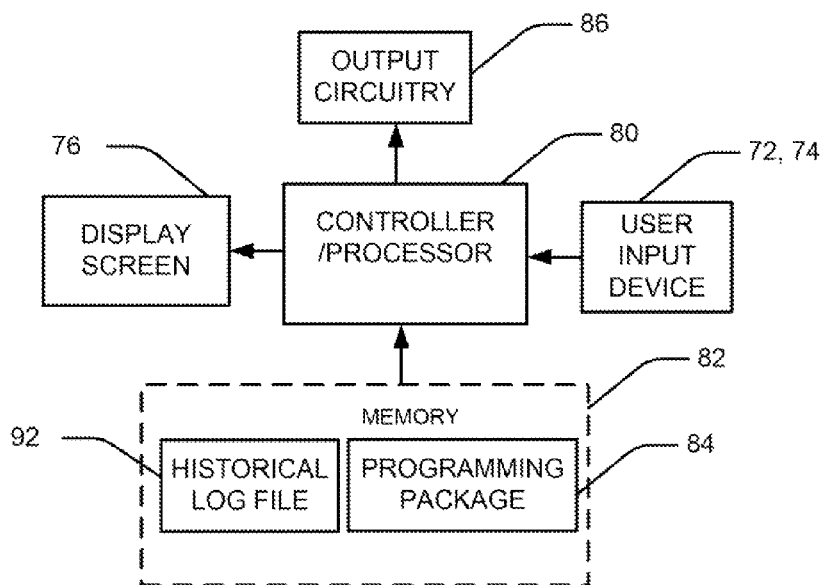 86
OUTPUT
CIRCUITRY
76
80
72, 74
DISPLAY
SCREEN
CONTROLLER
/PROCESSOR
USER
INPUT
DEVICE
82
MEMORY
92
84
HISTORICAL
LOG FILE
PROGRAMMING
PACKAGE